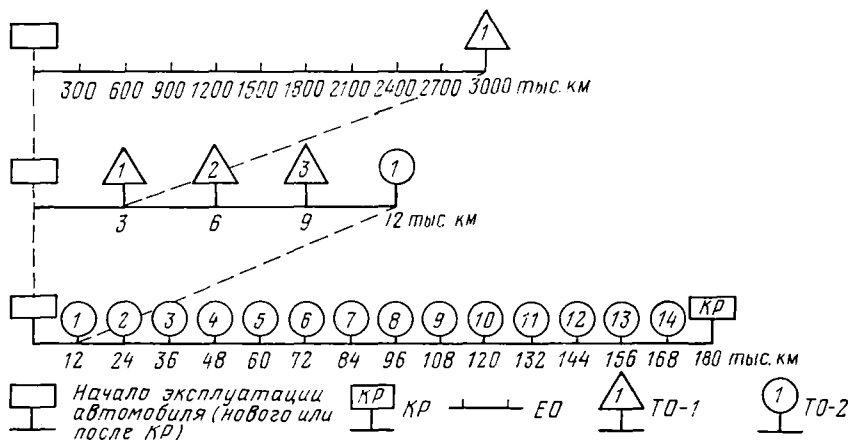 1
300 600 900 1200 1500 1800 2100 2400 2700 3000 тыс. км
1 2 3 1
3 6 9 12 тыс. км
1 2 3 4 5 6 7 8 9 10 11 12 13 14 КР
12 24 36 48 60 72 84 96 108 120 132 144 156 168 180 тыс. км
Начало эксплуатации
автомобиля (нового или
после КР)
КР КР ЕО 1 ТО-1 1 ТО-2